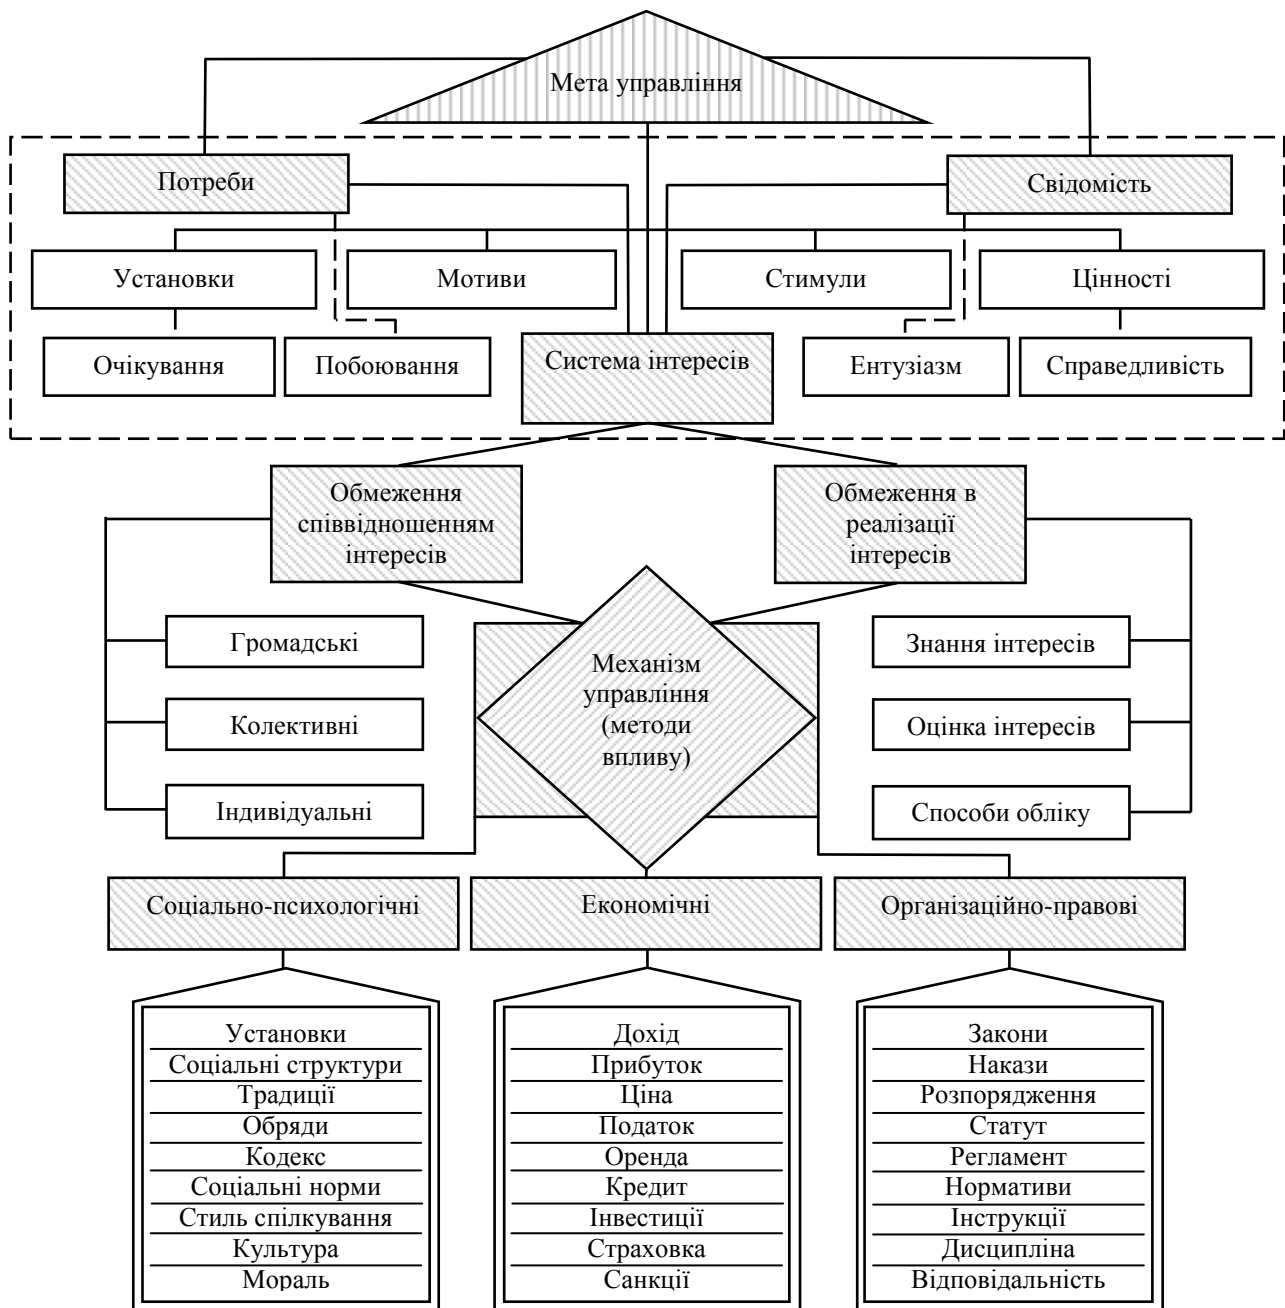 Мета управління
Потреби
Свідомість
Установки
Мотиви
Стимули
Цінності
Очікування
Побоювання
Система інтересів
Ентузіазм
Справедливість
Обмеження
співвідношенням
інтересів
Обмеження в
реалізації
інтересів
Громадські
Колективні
Індивідуальні
Механізм
управління
(методи
впливу)
Знання інтересів
Оцінка інтересів
Способи обліку
Соціально-психологічні
Економічні
Організаційно-правові
Установки
Соціальні структури
Традиції
Обряди
Кодекс
Соціальні норми
Стиль спілкування
Культура
Мораль
Дохід
Прибуток
Ціна
Податок
Оренда
Кредит
Інвестиції
Страховка
Санкції
Закони
Накази
Розпорядження
Статут
Регламент
Нормативи
Інструкції
Дисципліна
Відповідальність